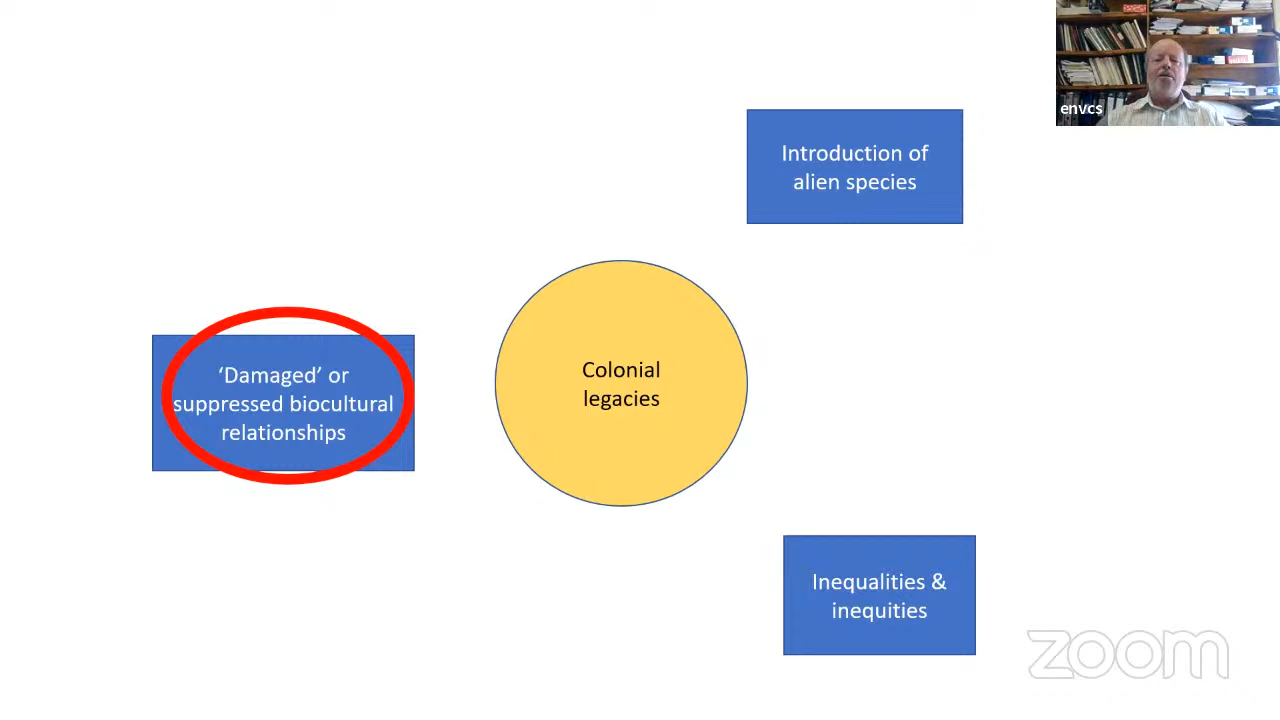 envcs
Introduction of
alien species
‘Damaged’ or
suppressed biocultural
relationships
Colonial
legacies
Inequalities &
inequities
zoom